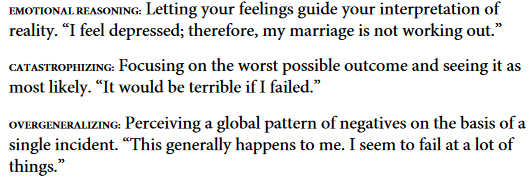 EMOTIONAL REASONING: Letting your feelings guide your interpretation of
reality. “I feel depressed; therefore, my marriage is not working out.”
CATASTROPHIZING: Focusing on the worst possible outcome and seeing it as
most likely. “It would be terrible if I failed.”
OVERGENERALIZING: Perceiving a global pattern of negatives on the basis of a
single incident. “This generally happens to me. I seem to fail at a lot of
things.”